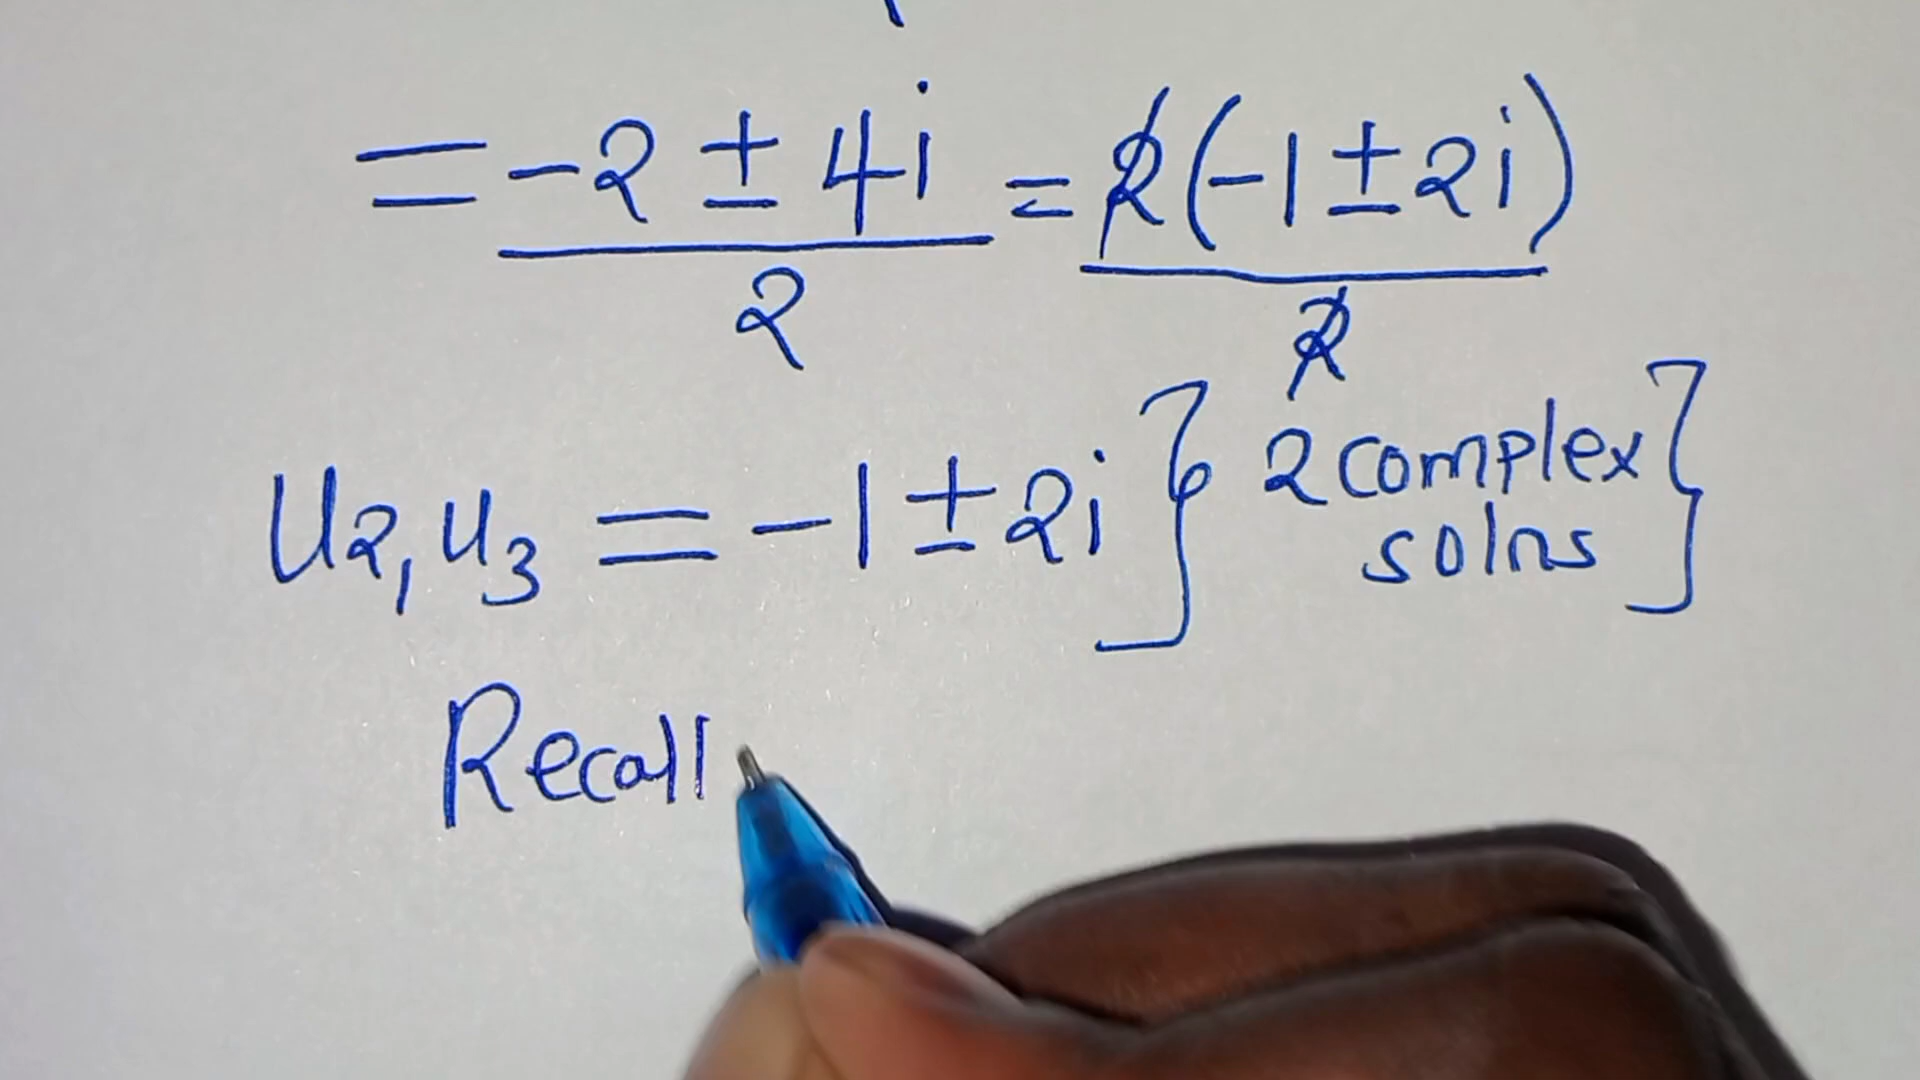 = -2 ± 4i / 2 = 2(-1 ± 2i) / 2
u2, u3 = -1 ± 2i } 2 complex solns }
Recall